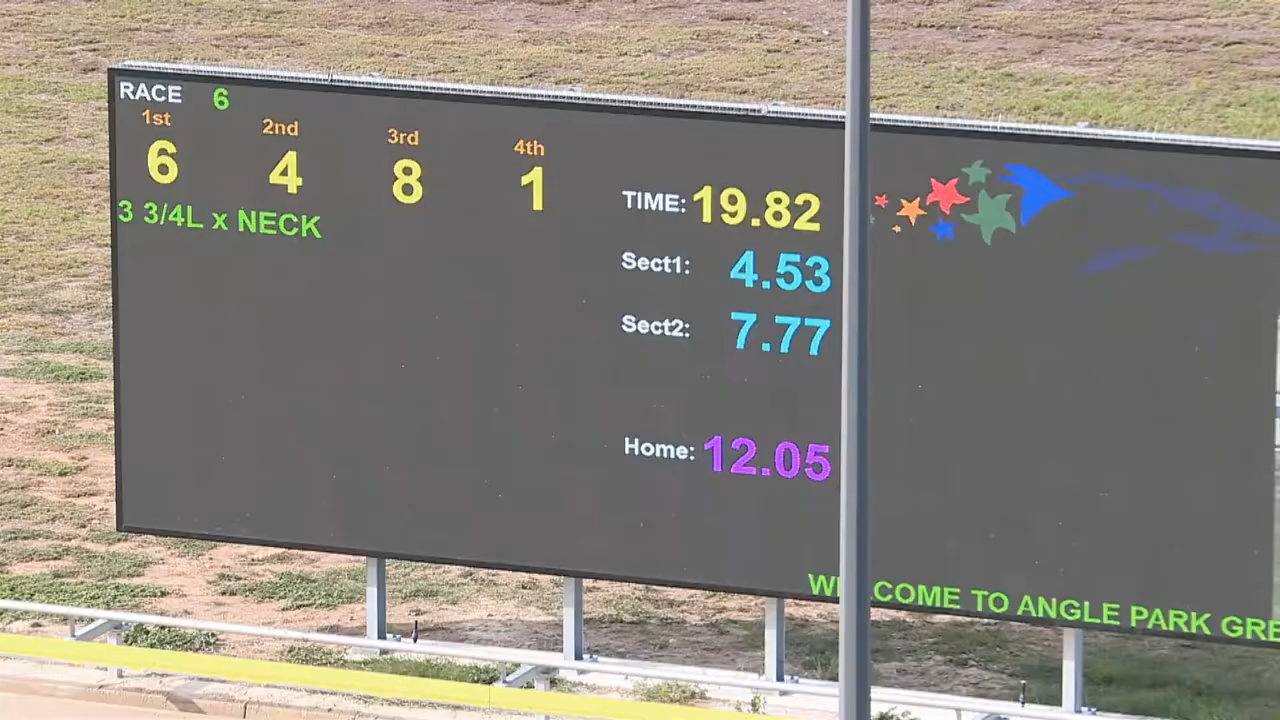 RACE 6
1st 2nd 3rd 4th
6 4 8 1
3 3/4L x NECK
TIME: 19.82
Sect1: 4.53
Sect2: 7.77
Home: 12.05
COME TO ANGLE PARK GRE